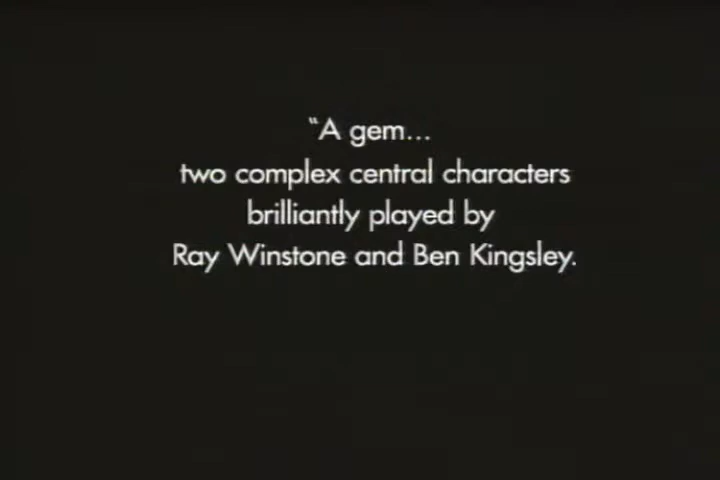 “A gem...
two complex central characters
brilliantly played by
Ray Winstone and Ben Kingsley.